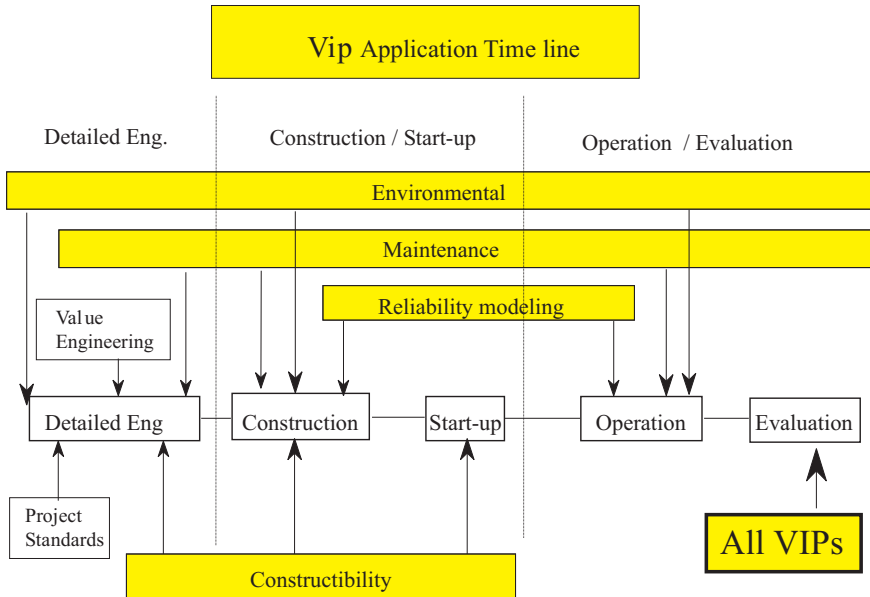 Vip Application Time line
Detailed Eng.
Construction / Start-up
Operation / Evaluation
Environmental
Maintenance
Reliability modeling
Value
Engineering
Detailed Eng
Construction
Start-up
Operation
Evaluation
Project
Standards
All VIPs
Constructibility